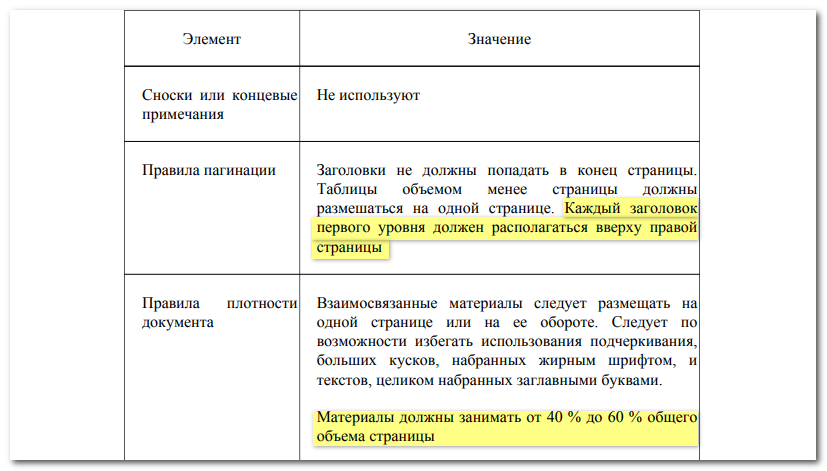 Элемент
Значение
Сноски или концевые
примечания
Не используют
Правила пагинации
Заголовки не должны попадать в конец страницы.
Таблицы объемом менее страницы должны
размешаться на одной странице. Каждый заголовок
первого уровня должен располагаться вверху правой
страницы
Правила плотности
документа
Взаимосвязанные материалы следует размещать на
одной странице или на ее обороте. Следует по
возможности избегать использования подчеркивания,
больших кусков, набранных жирным шрифтом, и
текстов, целиком набранных заглавными буквами.
Материалы должны занимать от 40 % до 60 % общего
объема страницы